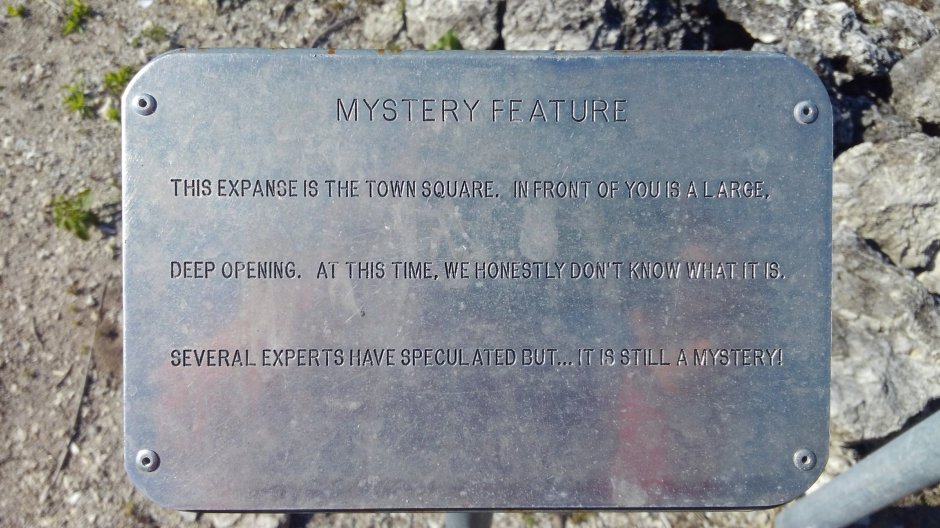 MYSTERY FEATURE
THIS EXPANSE IS THE TOWN SQUARE. IN FRONT OF YOU IS A LARGE,
DEEP OPENING. AT THIS TIME, WE HONESTLY DON'T KNOW WHAT IT IS.
SEVERAL EXPERTS HAVE SPECULATED BUT... IT IS STILL A MYSTERY!